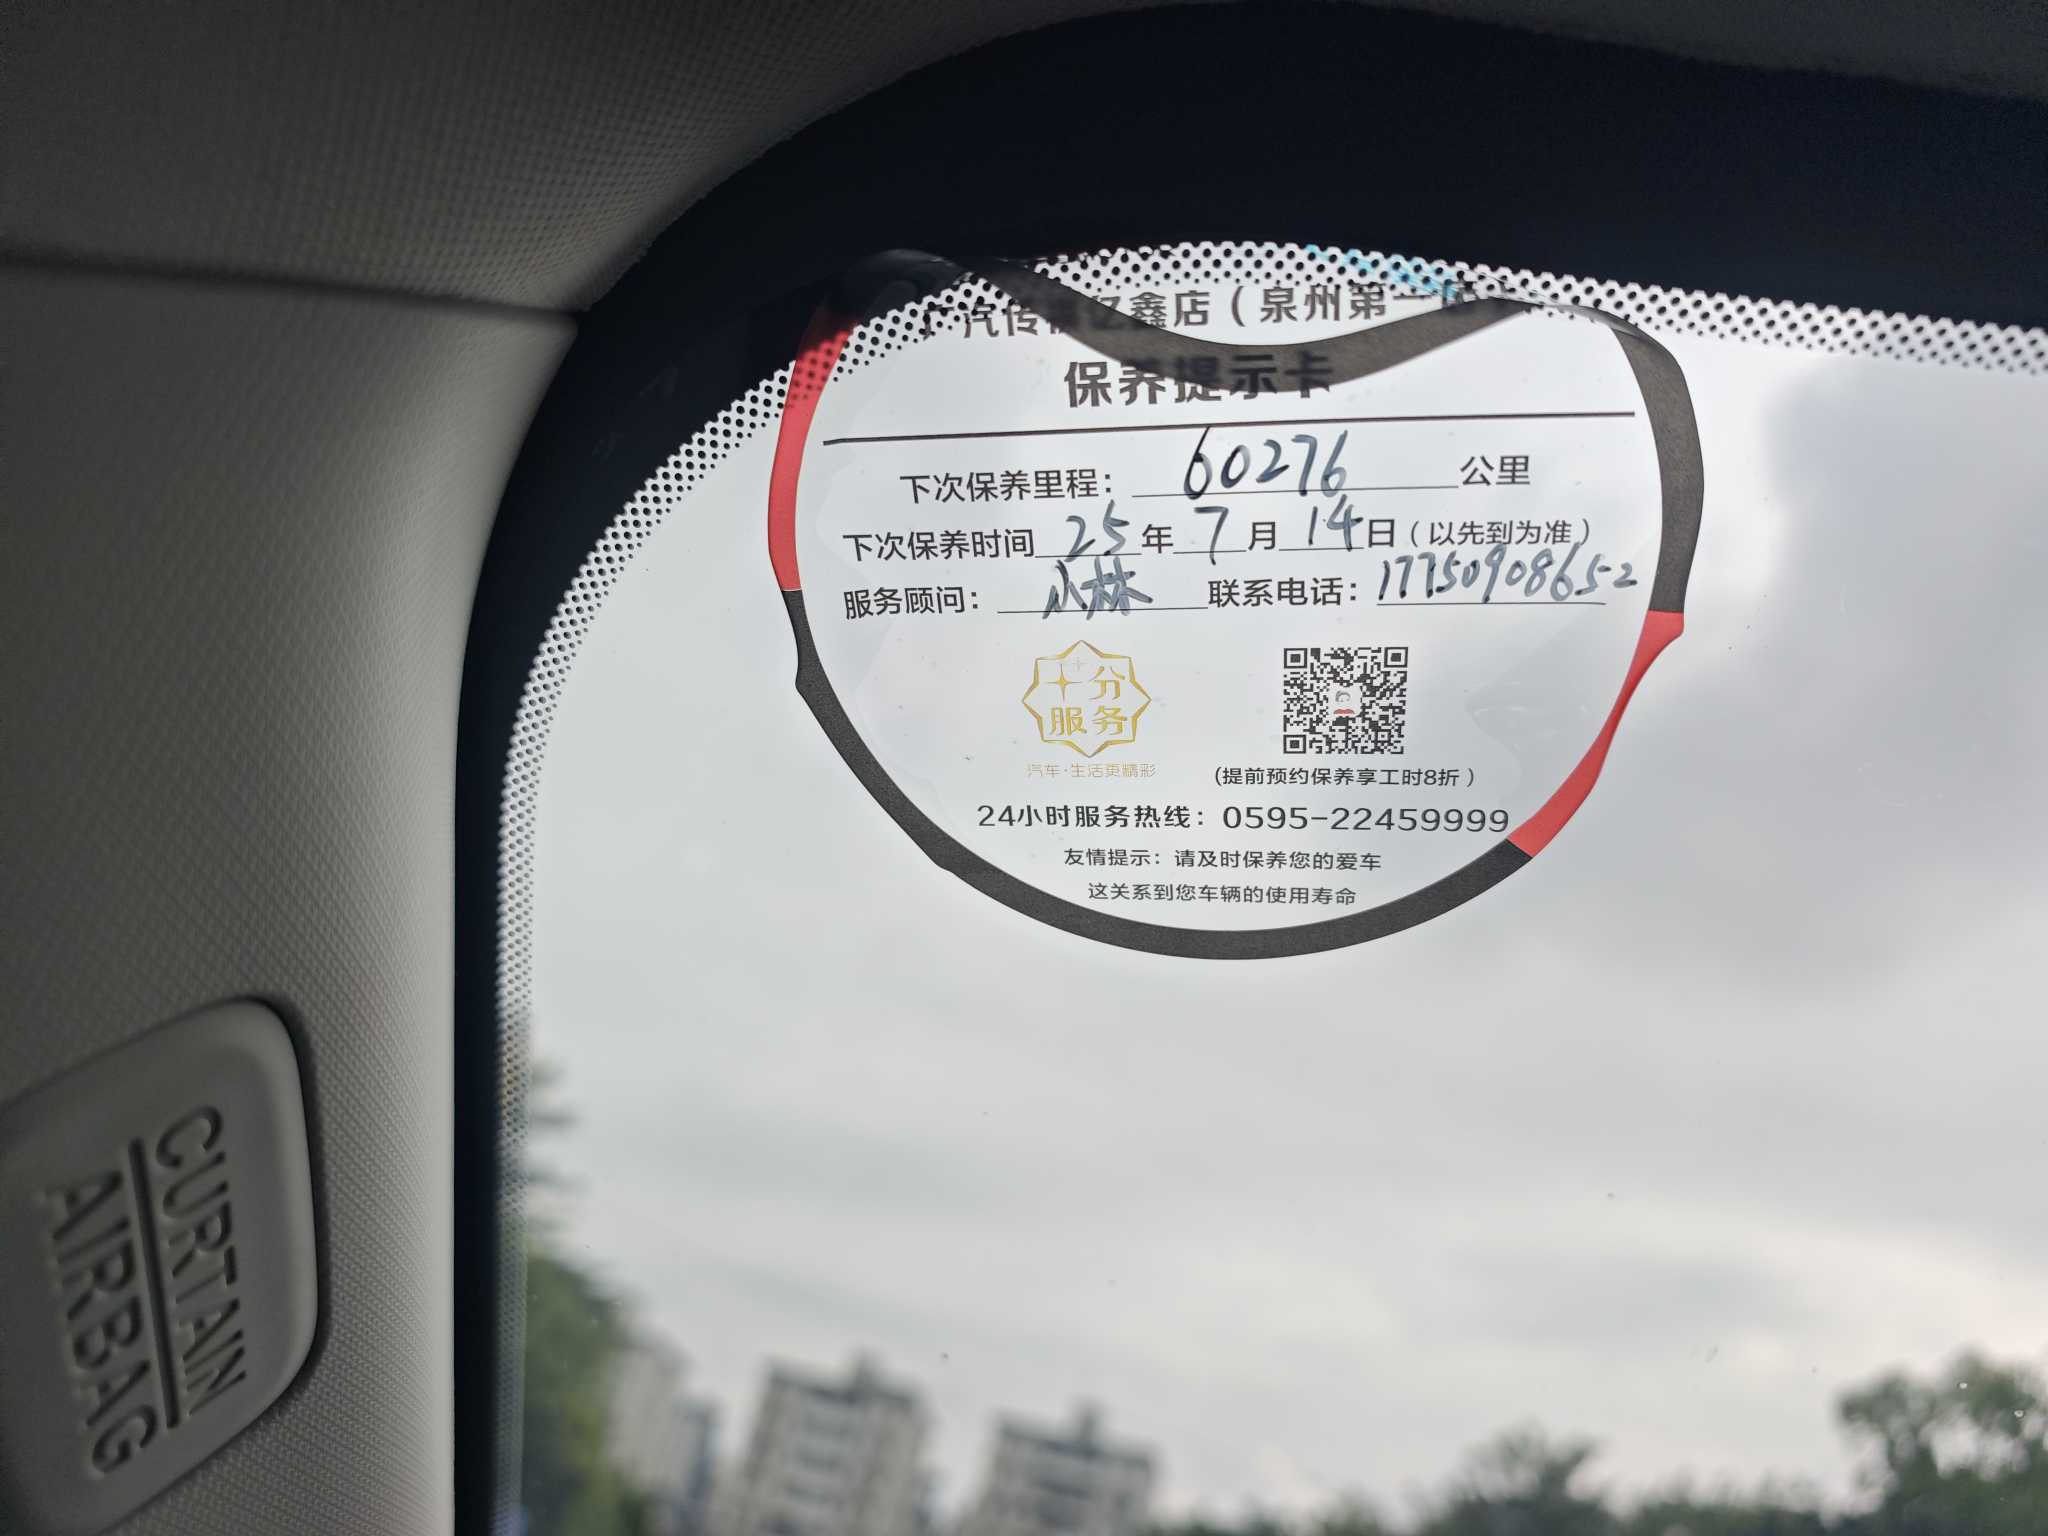 广汽传祺亿鑫店（泉州第一
保养提示卡
下次保养里程：60276公里
下次保养时间25年7月14日（以先到为准）
服务顾问：小林 联系电话：17750908652
十分
服务
汽车·生活更精彩
（提前预约保养享工时8折）
24小时服务热线：0595-22459999
友情提示：请及时保养您的爱车
这关系到您车辆的使用寿命
CURTAIN
AIRBAG